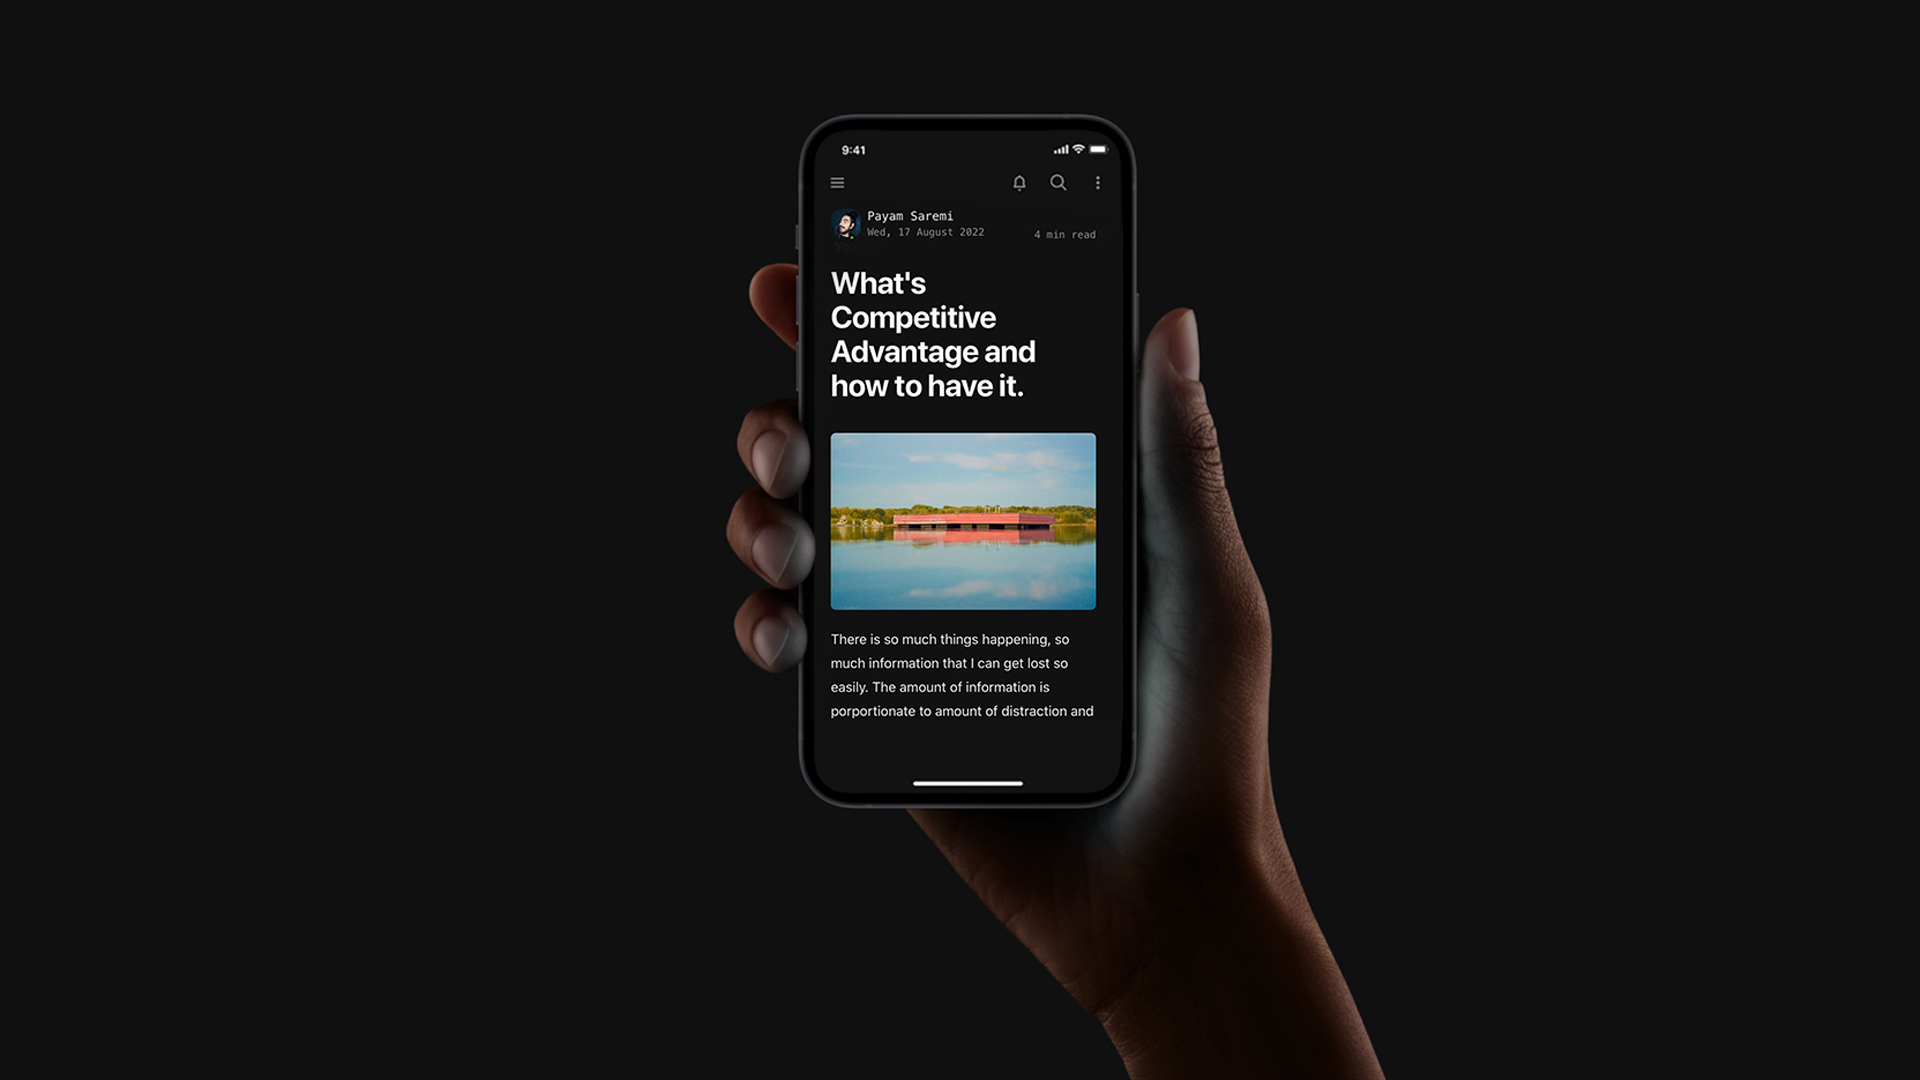 9:41
Payam Saremi
Wed, 17 August 2022
4 min read
What's
Competitive
Advantage and
how to have it.
There is so much things happening, so
much information that I can get lost so
easily. The amount of information is
porportionate to amount of distraction and